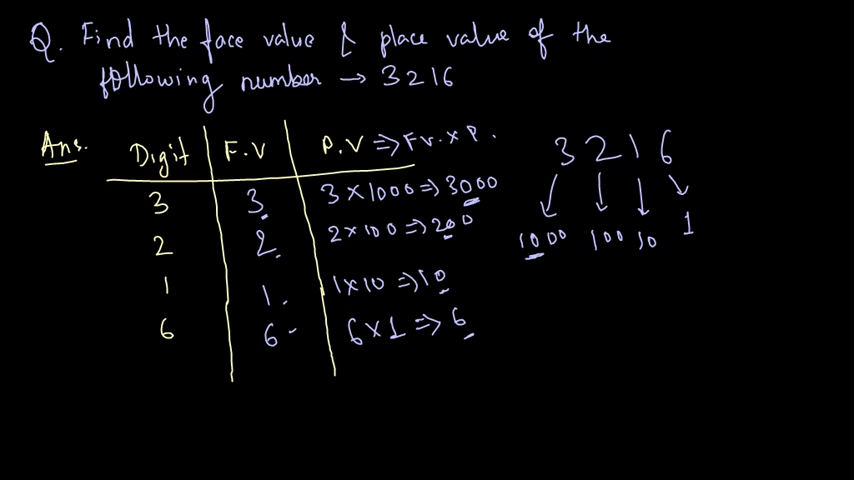 Q. Find the face value & place value of the
following number → 3216
Ans.
Digit F.V P.V ⇒ F.V. × P.
3 3 3 × 1000 ⇒ 3000
2 2 2 × 100 ⇒ 200
1 1 1 × 10 ⇒ 10
6 6 6 × 1 ⇒ 6
3 2 1 6
1000 100 10 1